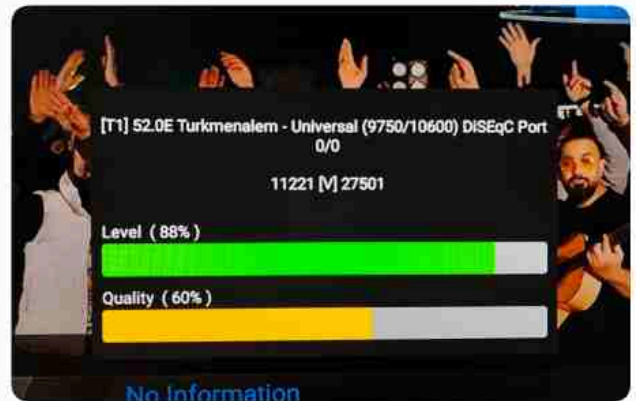 [T1] 52.0E Turkmenalem - Universal (9750/10600) DiSEqC Port
0/0
11221 [V] 27501
Level ( 88% )
Quality ( 60% )
No Information